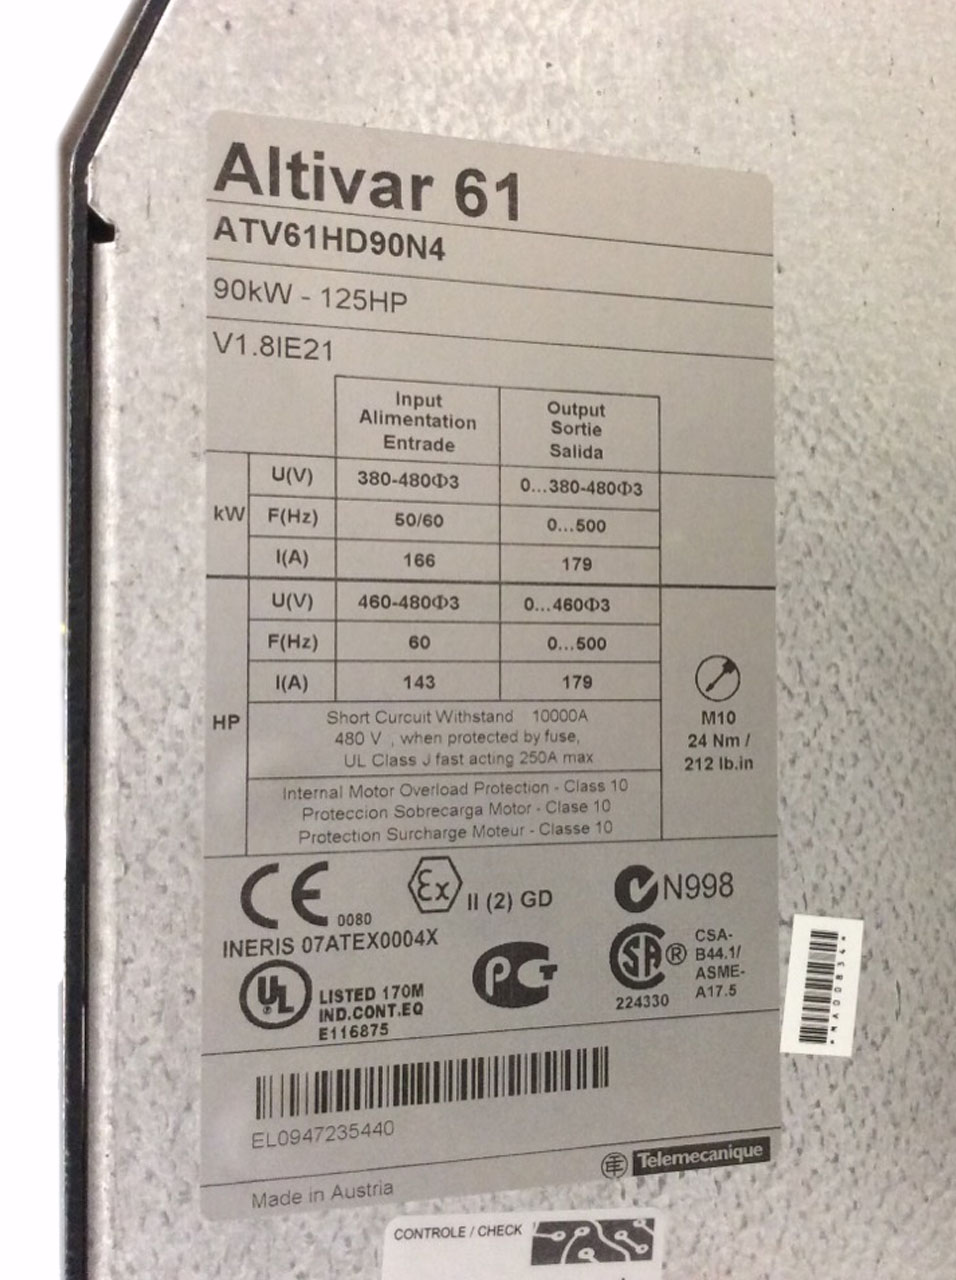 Altivar 61
ATV61HD90N4
90kW - 125HP
V1.8IE21
Input Output
Alimentation Sortie
Entrade Salida
kW
U(V) 380-480Φ3 0...380-480Φ3
F(Hz) 50/60 0...500
I(A) 166 179
HP
U(V) 460-480Φ3 0...460Φ3
F(Hz) 60 0...500
I(A) 143 179
Short Curcuit Withstand 10000A
480 V , when protected by fuse,
UL Class J fast acting 250A max
Internal Motor Overload Protection - Class 10
Proteccion Sobrecarga Motor - Clase 10
Protection Surcharge Moteur - Classe 10
M10
24 Nm /
212 lb.in
CE 0080
Ex II (2) GD
N998
INERIS 07ATEX0004X
UL ®
LISTED 170M
IND.CONT.EQ
E116875
PCT
SA ®
224330
CSA-
B44.1/
ASME-
A17.5
*MA00834*
EL0947235440
Telemecanique
Made in Austria
CONTROLE / CHECK